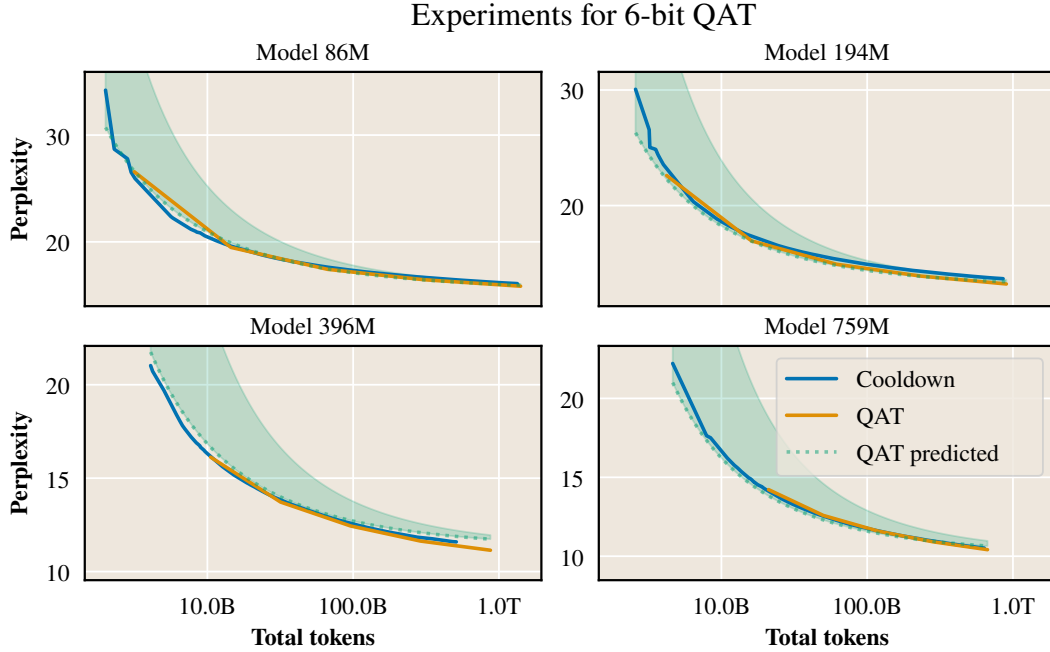 Experiments for 6-bit QAT
Model 86M
Model 194M
Perplexity
30
20
30
20
Model 396M
Model 759M
Perplexity
20
15
10
20
15
10
Cooldown
QAT
QAT predicted
10.0B
100.0B
1.0T
10.0B
100.0B
1.0T
Total tokens
Total tokens